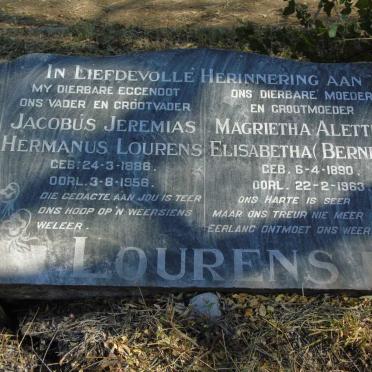 In Liefdevolle Herinnering aan
my dierbare eggenoot
ons vader en grootvader
Jacobus Jeremias
Hermanus Lourens
geb: 24-3-1886.
oorl. 3-8-1956.
die gedagte aan jou is teer
ons hoop op 'n weersiens
weleer.
ons dierbare moeder
en grootmoeder
Magrietha
Elisabetha
geb. 6-4-1890.
oorl. 22-2-1963
ons harte is seer
maar ons treur nie meer
eerlang ontmoet ons weer
Lourens